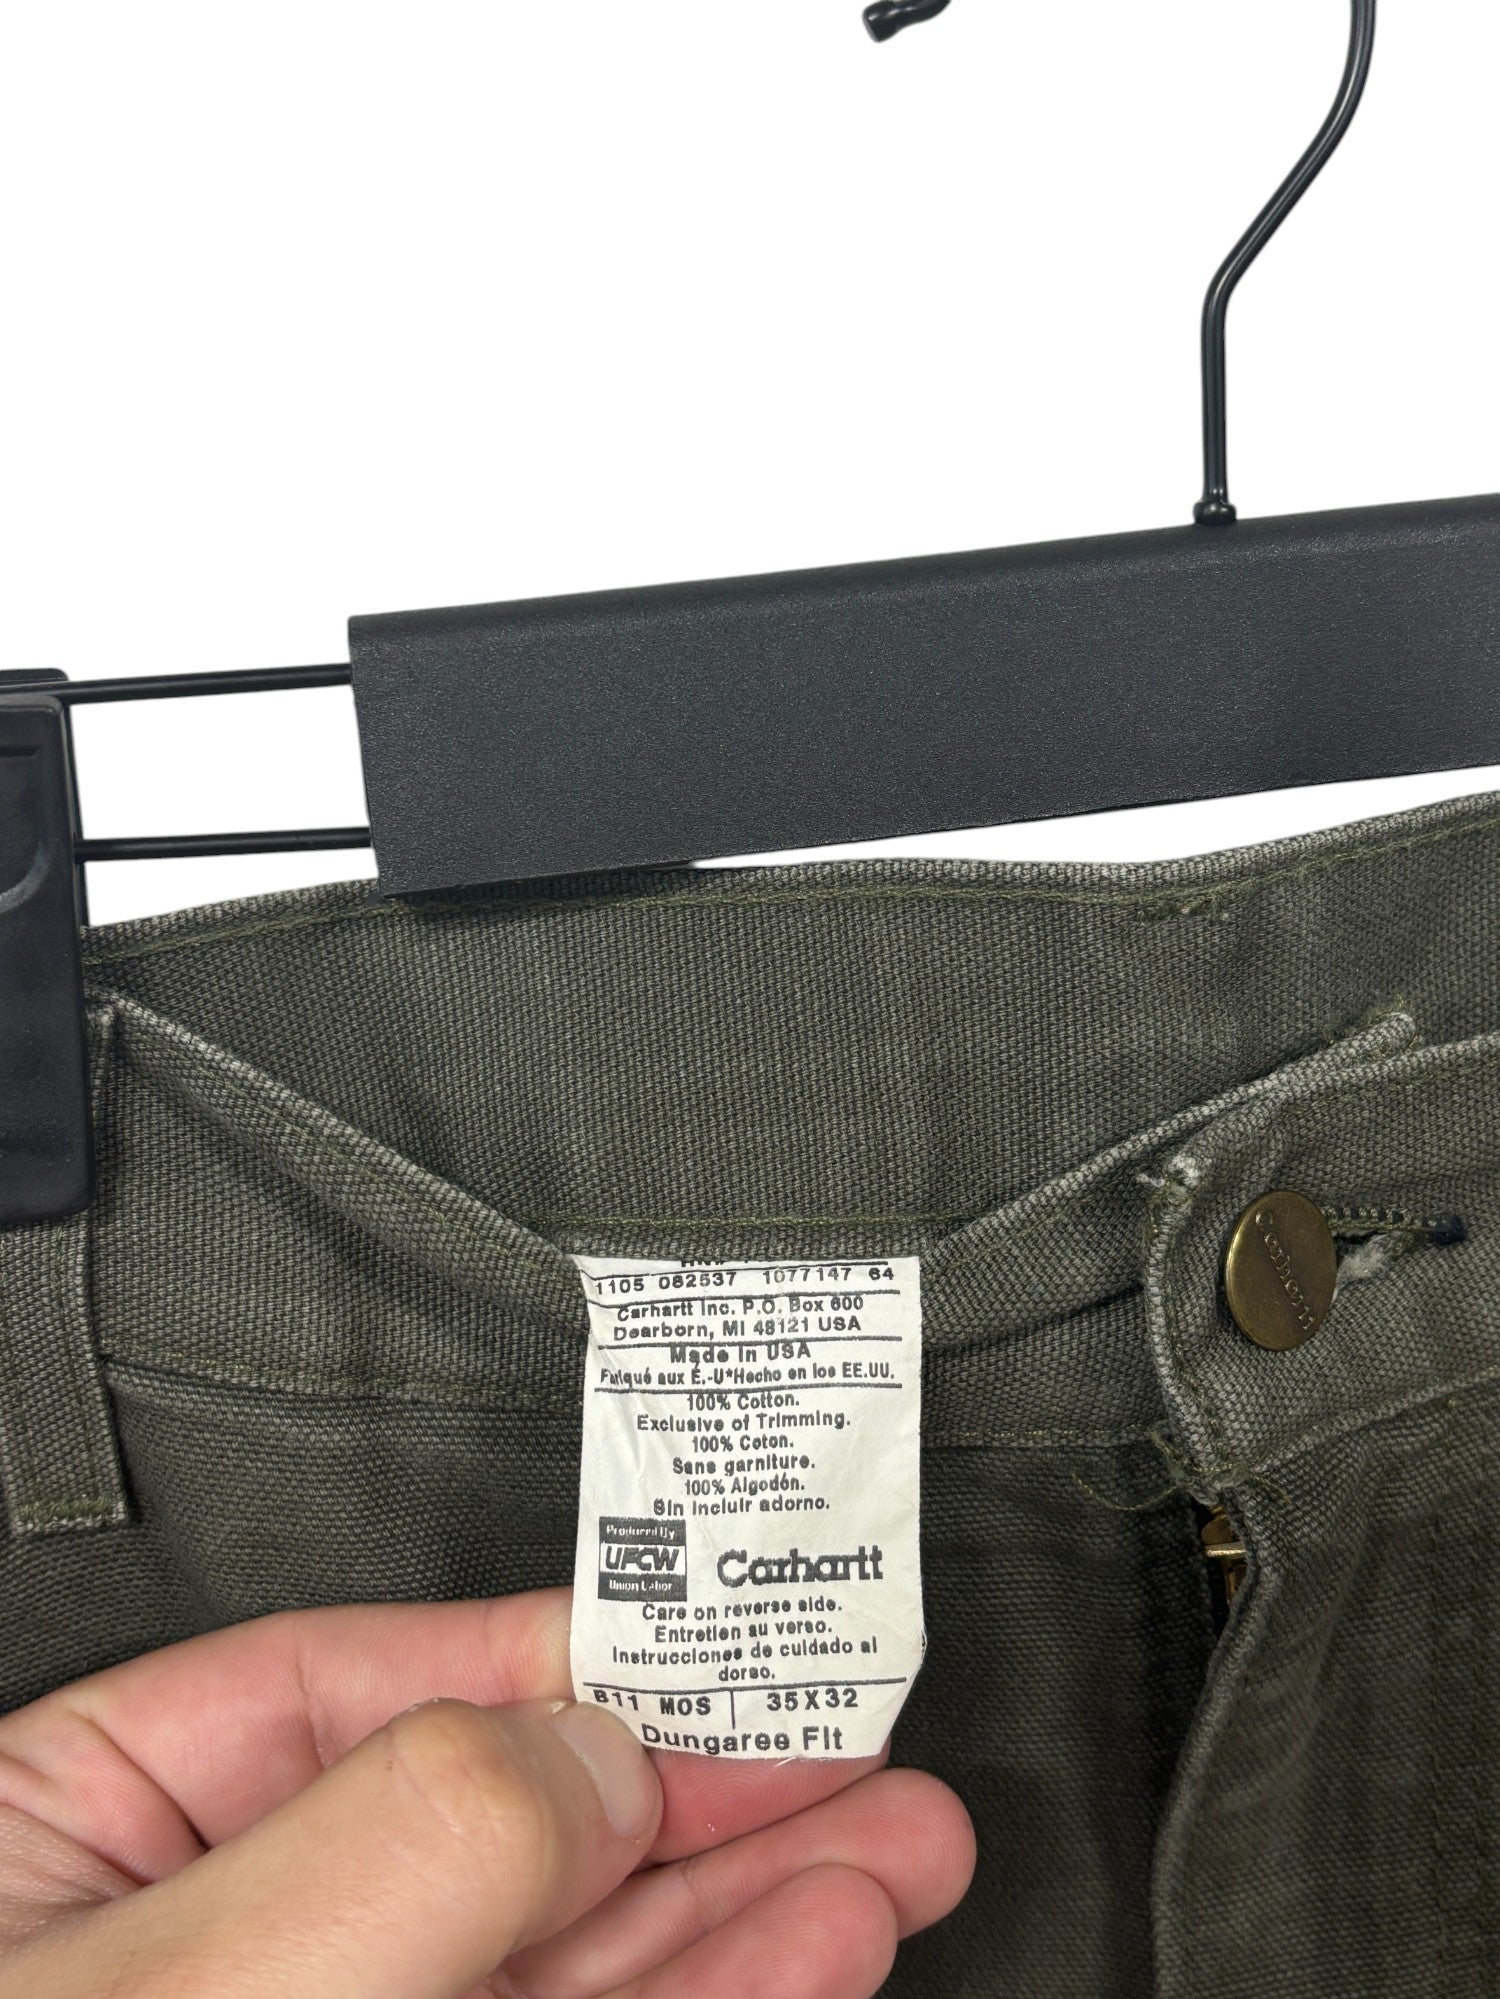 1105 082537 1077147 64
Carhartt Inc. P.O. Box 600
Dearborn, MI 48121 USA
Made in USA
aux É.-U*Hecho en los EE.UU.
100% Cotton.
Exclusive of Trimming.
100% Coton.
Sans garniture.
100% Algodón.
Sin incluir adorno.
Produced By
UFCW
Union Labor
Carhartt
Care on reverse side.
Entretien au verso.
Instrucciones de cuidado al
dorso.
B11 MOS 35X32
Dungaree Fit
Carhartt